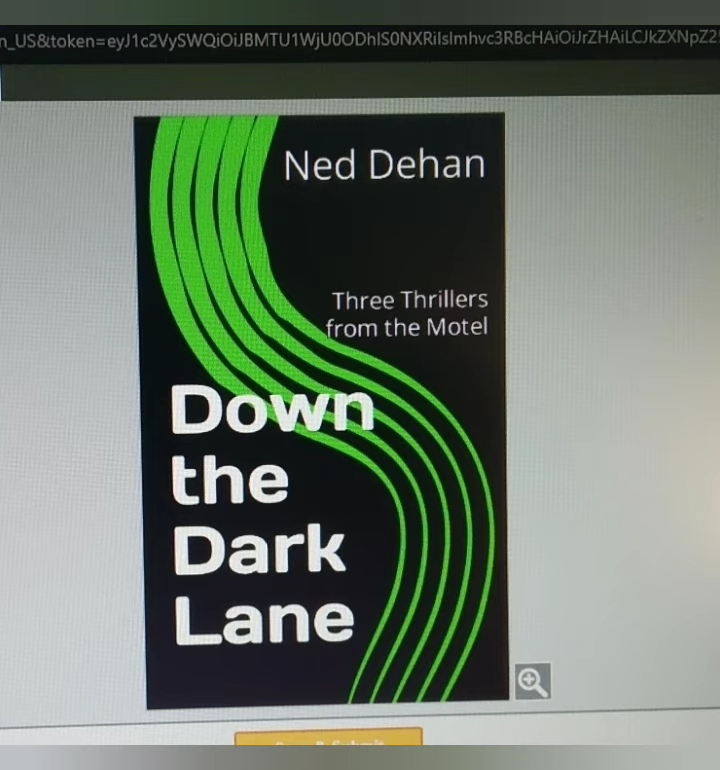 Ned Dehan
Three Thrillers
from the Motel
Down
the
Dark
Lane